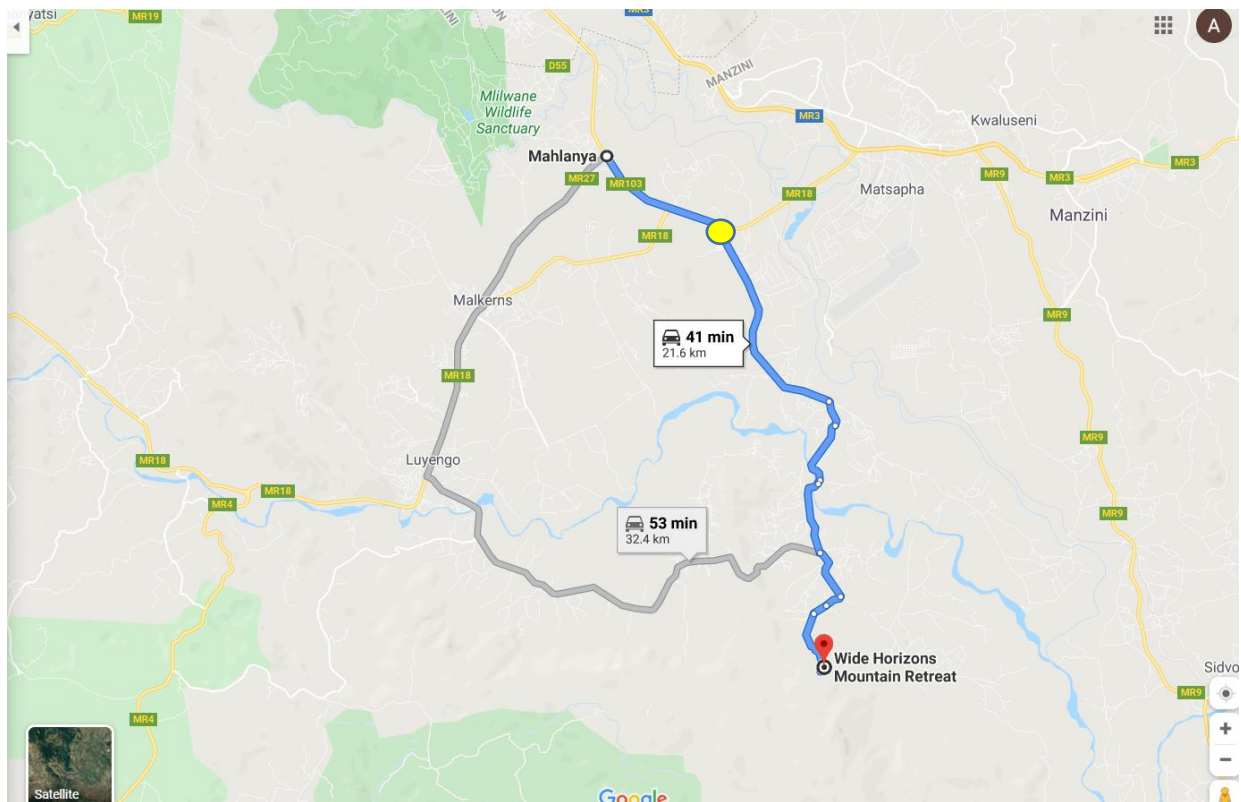 anyatsi
MR19
MR3
A
D55
MANZINI
Mlilwane
Wildlife
Sanctuary
MR3
Kwaluseni
Mahlanya
MR3
MR3
MR27
MR103
MR9
MR18
Matsapha
Manzini
MR18
Malkerns
MR9
41 min
21.6 km
MR18
MR9
Luyengo
MR18
MR18
MR4
MR9
53 min
32.4 km
Wide Horizons
Mountain Retreat
Sidvo
MR9
MR4
Satellite
Google